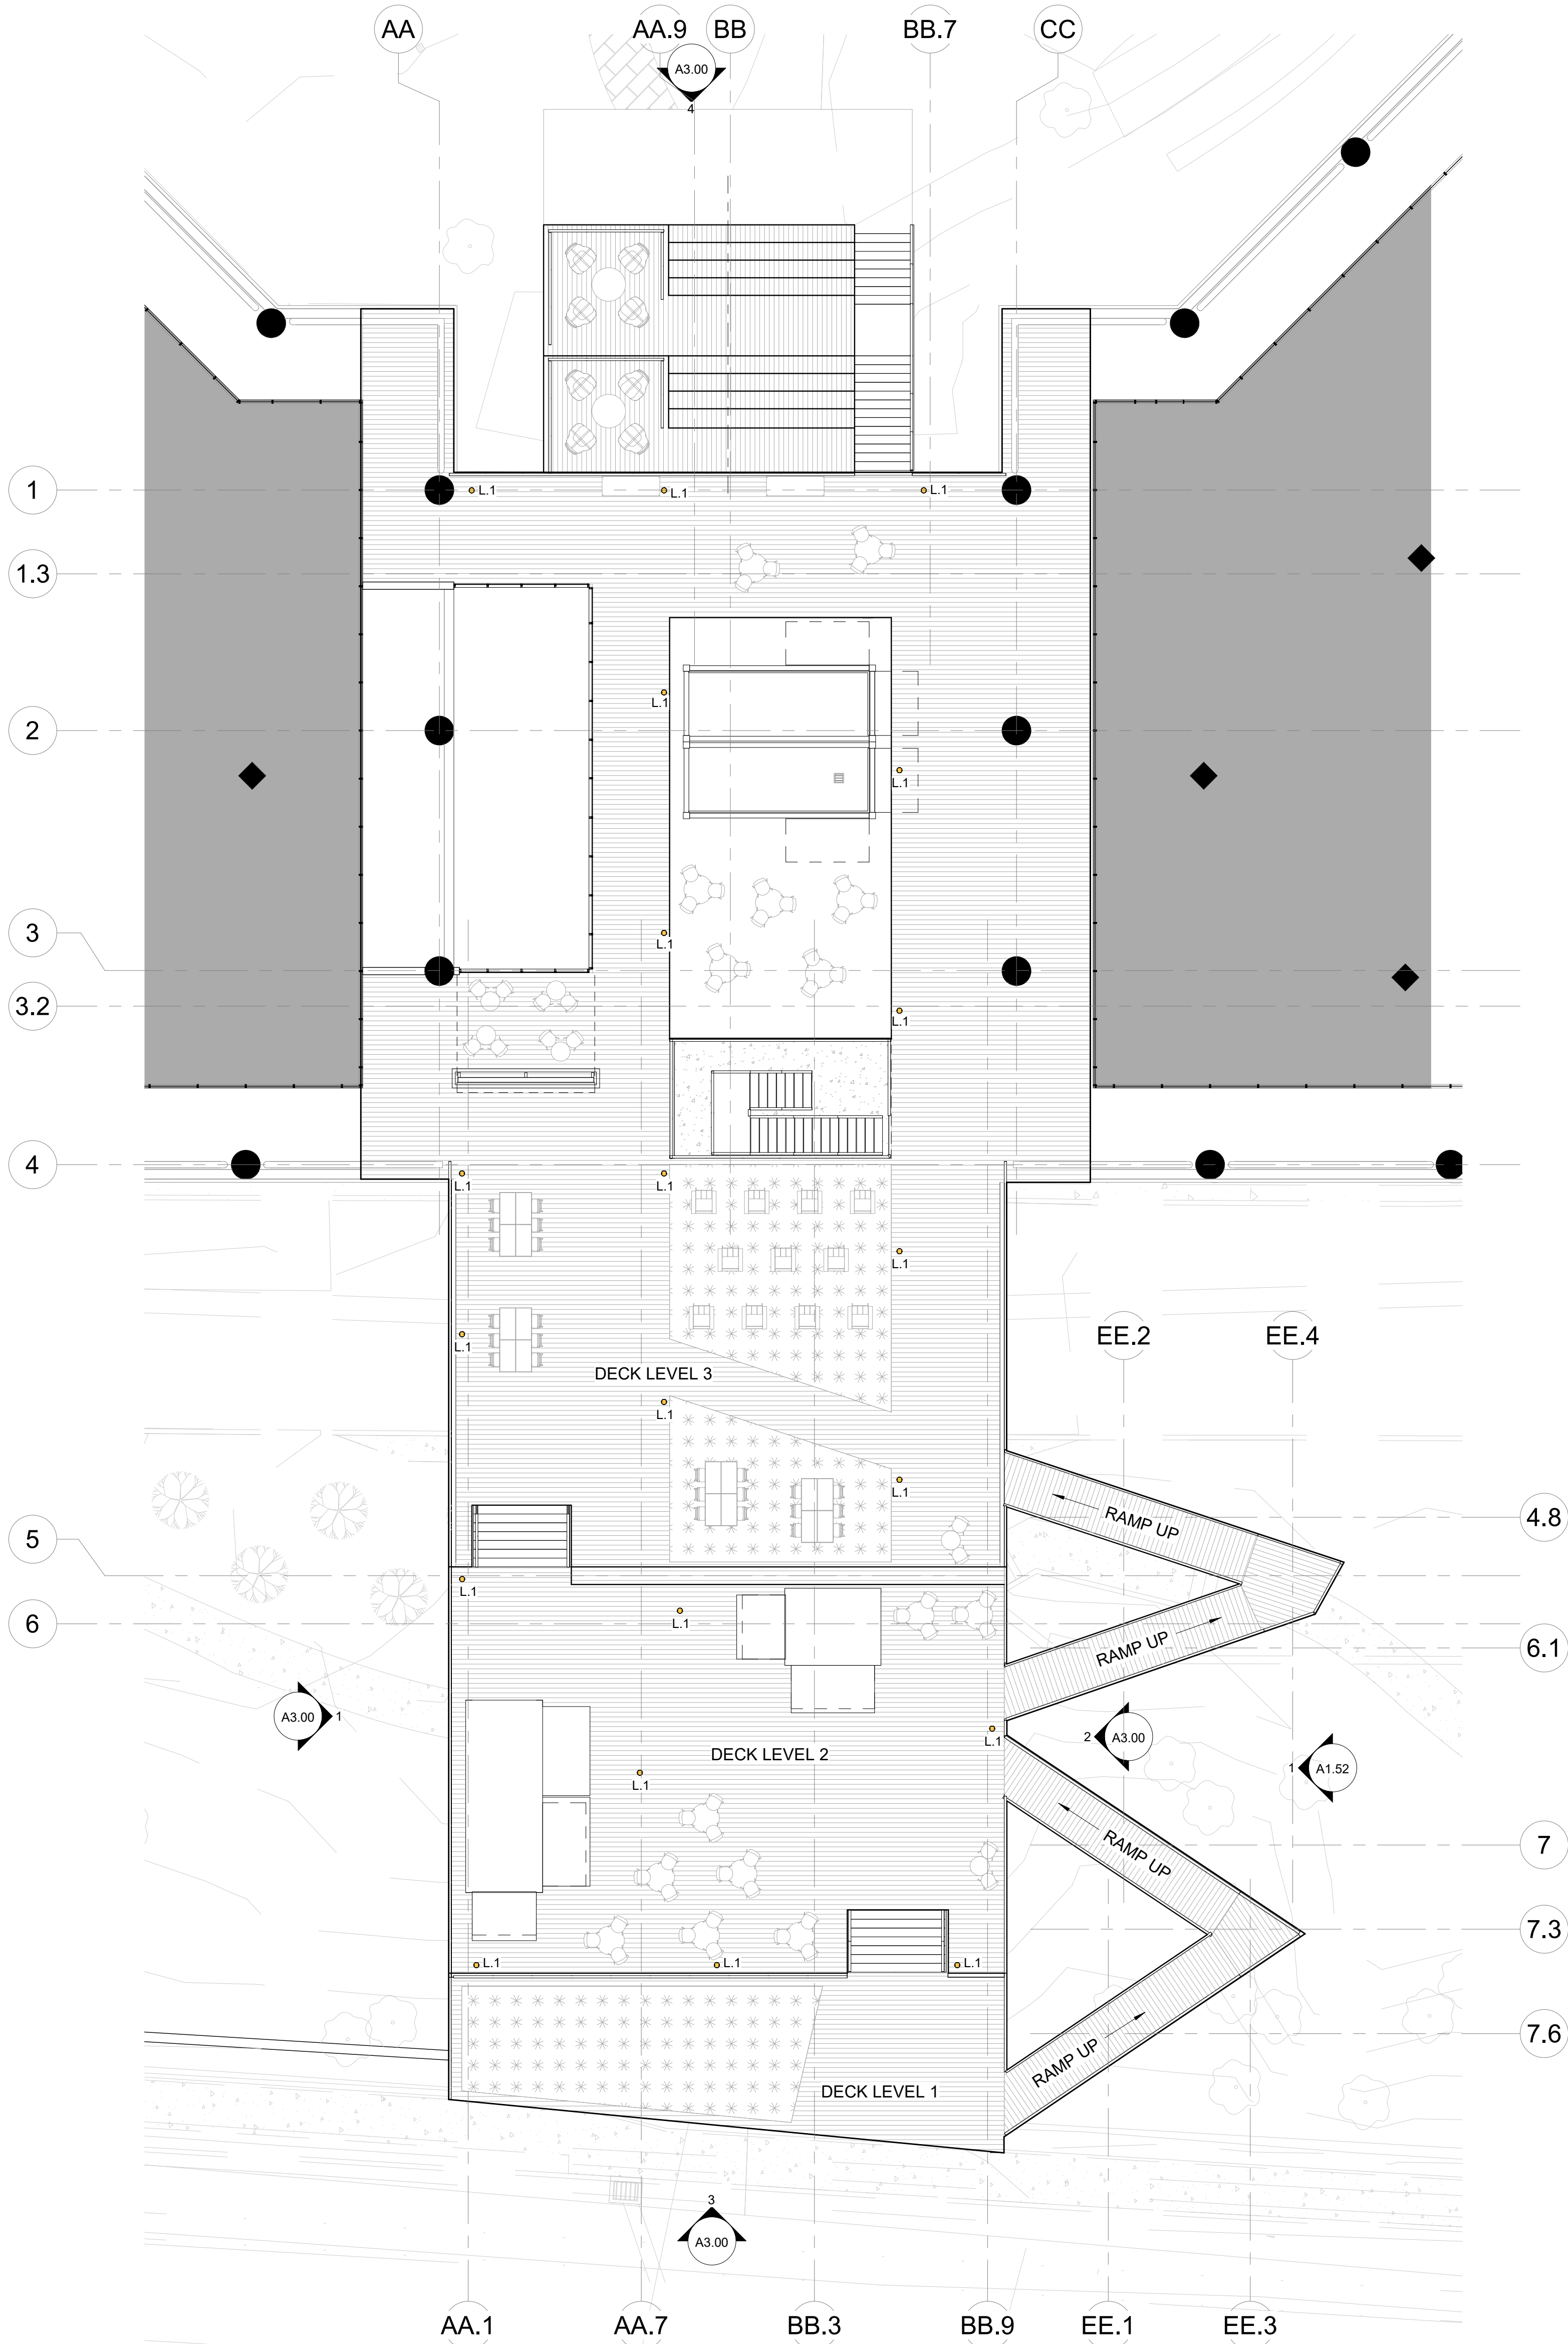 AA
AA.9
BB
BB.7
CC
A3.00
4
1
L.1
L.1
L.1
1.3
L.1
2
L.1
3
L.1
3.2
L.1
4
L.1
L.1
L.1
EE.2
EE.4
L.1
DECK LEVEL 3
L.1
L.1
RAMP UP
4.8
5
L.1
L.1
6
RAMP UP
6.1
A3.00
1
L.1
2
A3.00
DECK LEVEL 2
1
A1.52
L.1
RAMP UP
7
7.3
L.1
L.1
L.1
7.6
RAMP UP
DECK LEVEL 1
3
A3.00
AA.1
AA.7
BB.3
BB.9
EE.1
EE.3